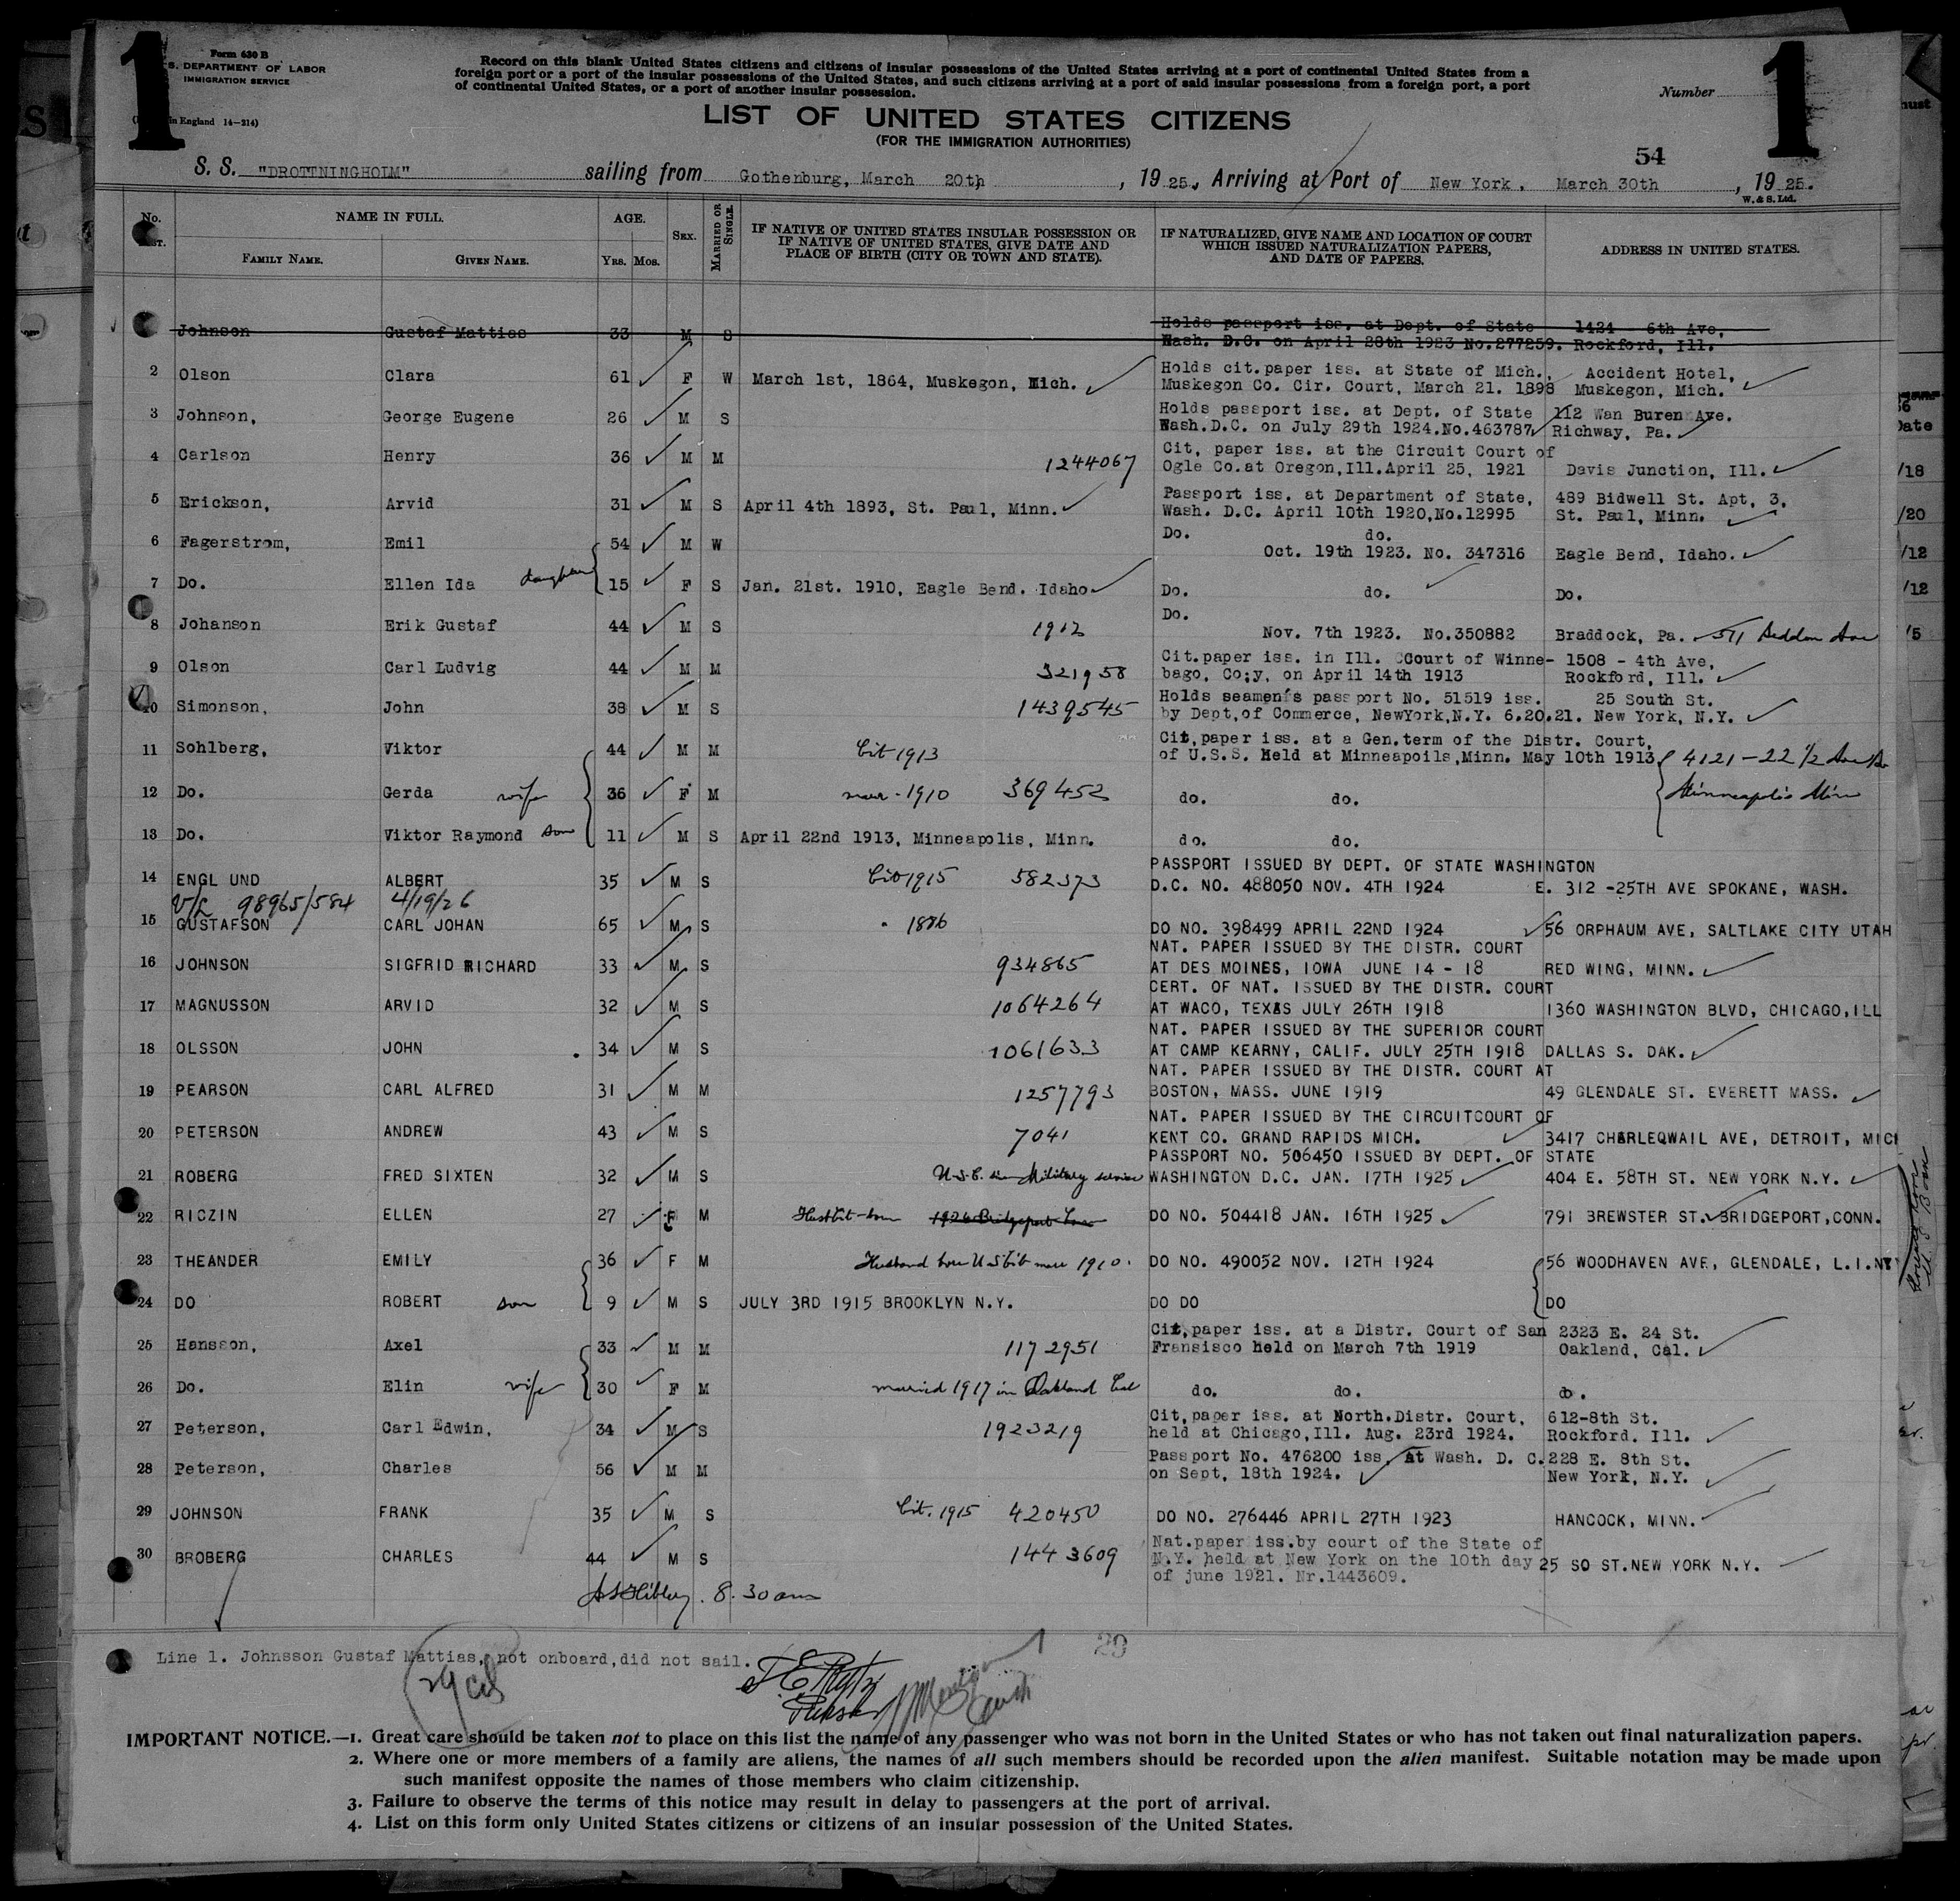 1
1
Form 630 B
S. DEPARTMENT OF LABOR
IMMIGRATION SERVICE
in England 14—214)
Record on this blank United States citizens and citizens of insular possessions of the United States arriving at a port of continental United States from a
foreign port or a port of the insular possessions of the United States, and such citizens arriving at a port of said insular possessions from a foreign port, a port
of continental United States, or a port of another insular possession.
Number
LIST OF UNITED STATES CITIZENS
(FOR THE IMMIGRATION AUTHORITIES)
54
S. S. "DROTTNINGHOLM" sailing from Gothenburg, March 20th, 1925, Arriving at Port of New York, March 30th, 1925.
W. & S. Ltd.
No. NAME IN FULL. AGE. SEX. MARRIED OR SINGLE. IF NATIVE OF UNITED STATES INSULAR POSSESSION OR IF NATIVE OF UNITED STATES, GIVE DATE AND PLACE OF BIRTH (CITY OR TOWN AND STATE). IF NATURALIZED, GIVE NAME AND LOCATION OF COURT WHICH ISSUED NATURALIZATION PAPERS, AND DATE OF PAPERS. ADDRESS IN UNITED STATES.
FAMILY NAME. GIVEN NAME. YRS. MOS.
Johnson Gustaf Mattias 33 M S Holds passport iss. at Dept. of State 1424 - 6th Ave,
Wash. D.C. on April 28th 1923 No.277259. Rockford, Ill.
2 Olson Clara 61 F W March 1st, 1864, Muskegon, Mich. Holds cit.paper iss. at State of Mich., Accident Hotel,
Muskegon Co. Cir. Court, March 21. 1898 Muskegon, Mich.
3 Johnson, George Eugene 26 M S Holds passport iss. at Dept. of State 112 Wan Buren Ave.
Wash.D.C. on July 29th 1924.No.463787 Richway, Pa.
4 Carlson Henry 36 M M 1244067 Cit, paper iss. at the Circuit Court of
Ogle Co.at Oregon,Ill.April 25, 1921 Davis Junction, Ill.
5 Erickson, Arvid 31 M S April 4th 1893, St. Paul, Minn. Passport iss. at Department of State, 489 Bidwell St. Apt, 3,
Wash. D.C. April 10th 1920,No.12995 St. Paul, Minn.
6 Fagerstrom, Emil 54 M W Do. do.
Oct. 19th 1923. No. 347316 Eagle Bend, Idaho.
7 Do. Ellen Ida daughter 15 F S Jan. 21st. 1910, Eagle Bend. Idaho Do. do. Do.
8 Johanson Erik Gustaf 44 M S 1912 Do.
Nov. 7th 1923. No.350882 Braddock, Pa. 511
9 Olson Carl Ludvig 44 M M 321958 Cit.paper iss. in Ill. CCourt of Winne- 1508 - 4th Ave,
bago, Co;y, on April 14th 1913 Rockford, Ill.
10 Simonson, John 38 M S 1439545 Holds seamen's passport No. 51519 iss. 25 South St.
by Dept,of Commerce, NewYork,N.Y. 6.20.21. New York, N.Y.
11 Sohlberg, Viktor 44 M M Cit 1913 Cit,paper iss. at a Gen.term of the Distr. Court,
of U.S.S. Held at Minneapoils,Minn. May 10th 1913 4121-22 1/2 Ave
12 Do. Gerda wife 36 F M marr - 1910 369452 do. do. Minneapolis Minn
13 Do. Viktor Raymond son 11 M S April 22nd 1913, Minneapolis, Minn. do. do.
14 ENGL UND ALBERT 35 M S Cit 1915 582373 PASSPORT ISSUED BY DEPT. OF STATE WASHINGTON
D.C. NO. 488050 NOV. 4TH 1924 E. 312 -25TH AVE SPOKANE, WASH.
V/L 98965/584 4/19/26
15 GUSTAFSON CARL JOHAN 65 M S " 1886 DO NO. 398499 APRIL 22ND 1924 56 ORPHAUM AVE, SALTLAKE CITY UTAH
16 JOHNSON SIGFRID RICHARD 33 M S 934865 NAT. PAPER ISSUED BY THE DISTR. COURT
AT DES MOINES, IOWA JUNE 14 - 18 RED WING, MINN.
17 MAGNUSSON ARVID 32 M S 1064264 CERT. OF NAT. ISSUED BY THE DISTR. COURT
AT WACO, TEXAS JULY 26TH 1918 1360 WASHINGTON BLVD, CHICAGO,ILL
18 OLSSON JOHN 34 M S 1061633 NAT. PAPER ISSUED BY THE SUPERIOR COURT
AT CAMP KEARNY, CALIF. JULY 25TH 1918 DALLAS S. DAK.
19 PEARSON CARL ALFRED 31 M M 1257793 NAT. PAPER ISSUED BY THE DISTR. COURT AT
BOSTON, MASS. JUNE 1919 49 GLENDALE ST. EVERETT MASS.
20 PETERSON ANDREW 43 M S 7041 NAT. PAPER ISSUED BY THE CIRCUITCOURT OF
KENT CO. GRAND RAPIDS MICH. 3417 CHARLEQWAIL AVE, DETROIT, MICH
21 ROBERG FRED SIXTEN 32 M S U.S.C. Military service PASSPORT NO. 506450 ISSUED BY DEPT. OF STATE
WASHINGTON D.C. JAN. 17TH 1925 404 E. 58TH ST. NEW YORK N.Y.
22 RICZIN ELLEN 27 F M Husb cit - born 1926 Bridgeport Conn DO NO. 504418 JAN. 16TH 1925 791 BREWSTER ST. BRIDGEPORT,CONN.
23 THEANDER EMILY 36 F M Husband born U.S. Cit marr 1910. DO NO. 490052 NOV. 12TH 1924 56 WOODHAVEN AVE, GLENDALE, L.I.NY
24 DO ROBERT son 9 M S JULY 3RD 1915 BROOKLYN N.Y. DO DO DO
25 Hansson, Axel 33 M M 1172951 Cit,paper iss. at a Distr. Court of San 2323 E. 24 St.
Fransisco held on March 7th 1919 Oakland, Cal.
26 Do. Elin wife 30 F M married 1917 in Oakland Cal do. do. do.
27 Peterson, Carl Edwin, 34 M S 1923219 Cit,paper iss. at North.Distr. Court, 612-8th St.
held at Chicago,Ill. Aug. 23rd 1924. Rockford. Ill.
28 Peterson, Charles 56 M M Passport No. 476200 iss. at Wash. D. C. 228 E. 8th St.
on Sept, 18th 1924. New York, N.Y.
29 JOHNSON FRANK 35 M S Cit. 1915 420450 DO NO. 276446 APRIL 27TH 1923 HANCOCK, MINN.
30 BROBERG CHARLES 44 M S 1443609 Nat.paper iss.by court of the State of
N.Y. held at New York on the 10th day 25 SO ST.NEW YORK N.Y.
of june 1921. Nr.1443609.
8.30 am
Line 1. Johnsson Gustaf Mattias, not onboard,did not sail.
29
IMPORTANT NOTICE.—1. Great care should be taken not to place on this list the name of any passenger who was not born in the United States or who has not taken out final naturalization papers.
2. Where one or more members of a family are aliens, the names of all such members should be recorded upon the alien manifest. Suitable notation may be made upon
such manifest opposite the names of those members who claim citizenship.
3. Failure to observe the terms of this notice may result in delay to passengers at the port of arrival.
4. List on this form only United States citizens or citizens of an insular possession of the United States.